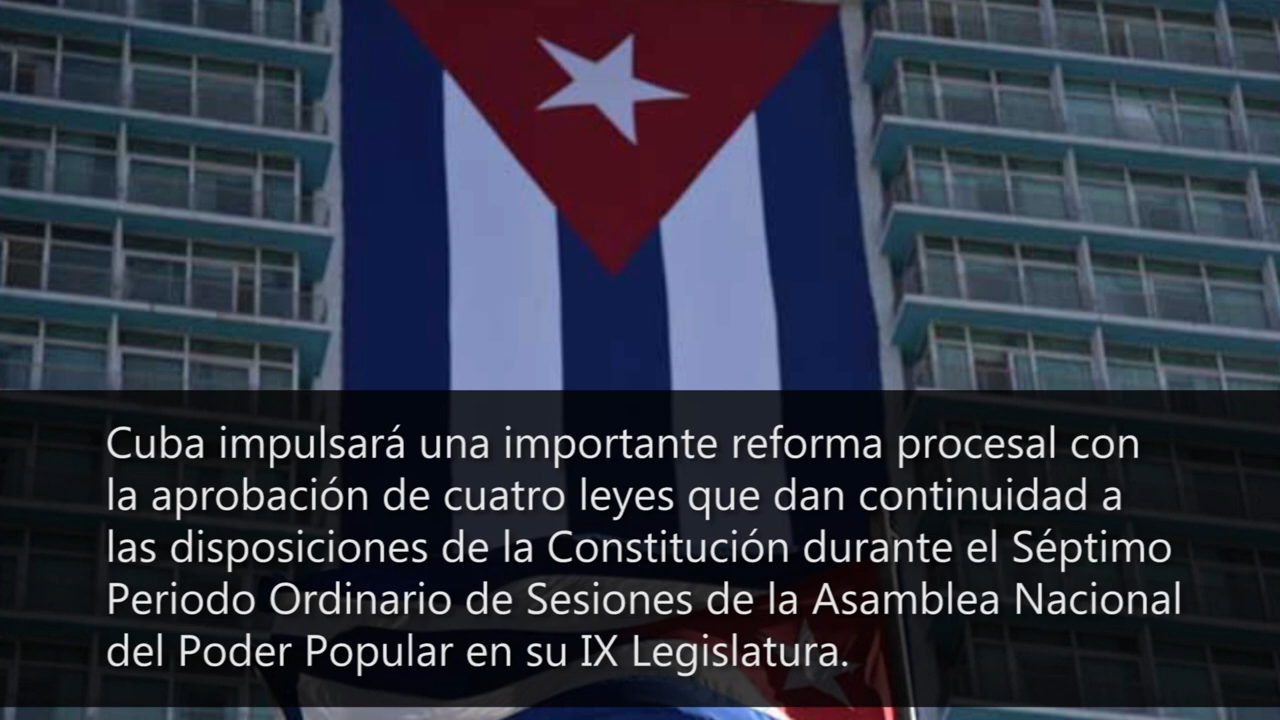 Cuba impulsará una importante reforma procesal con
la aprobación de cuatro leyes que dan continuidad a
las disposiciones de la Constitución durante el Séptimo
Periodo Ordinario de Sesiones de la Asamblea Nacional
del Poder Popular en su IX Legislatura.